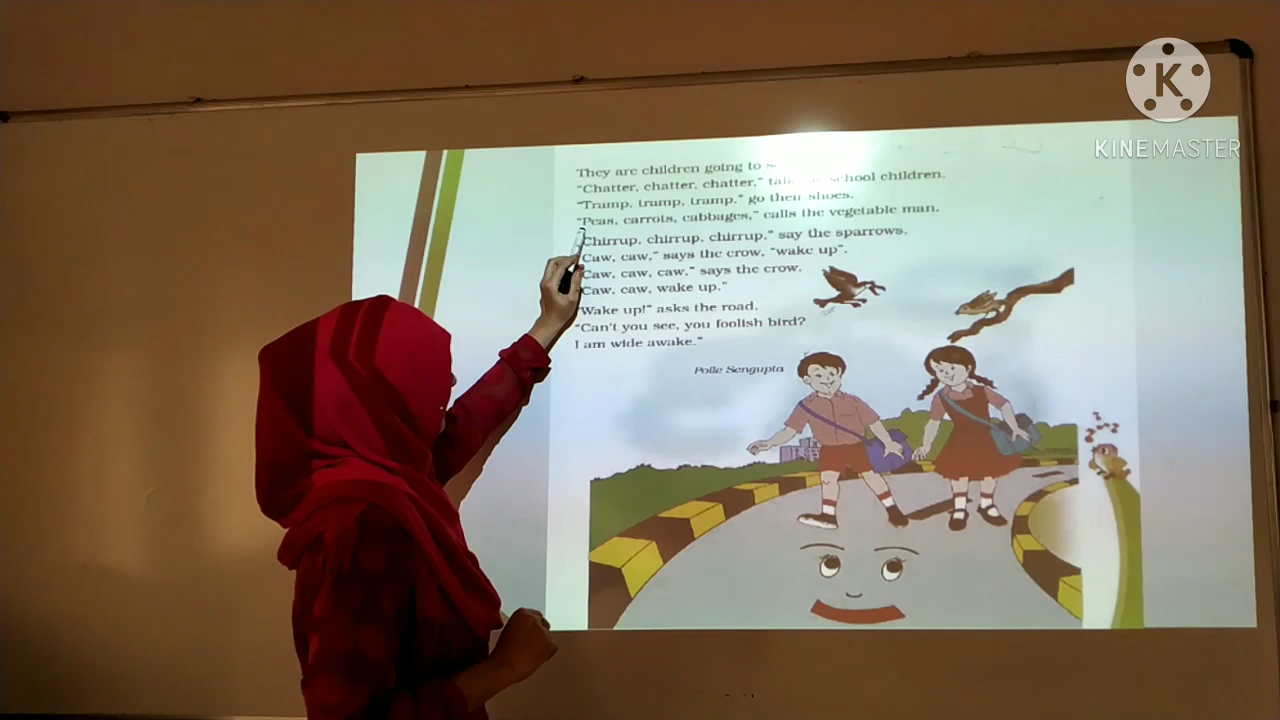 They are children going to
"Chatter, chatter, chatter," school children.
"Tramp, tramp, tramp," go their shoes.
"Peas, carrots, cabbages," calls the vegetable man.
Chirrup, chirrup, chirrup," say the sparrows.
"Caw, caw," says the crow, "wake up".
"Caw, caw, caw," says the crow.
"Caw, caw, wake up."
"Wake up!" asks the road.
"Can't you see, you foolish bird?
I am wide awake."
Poile Sengupta
K
KINEMASTER